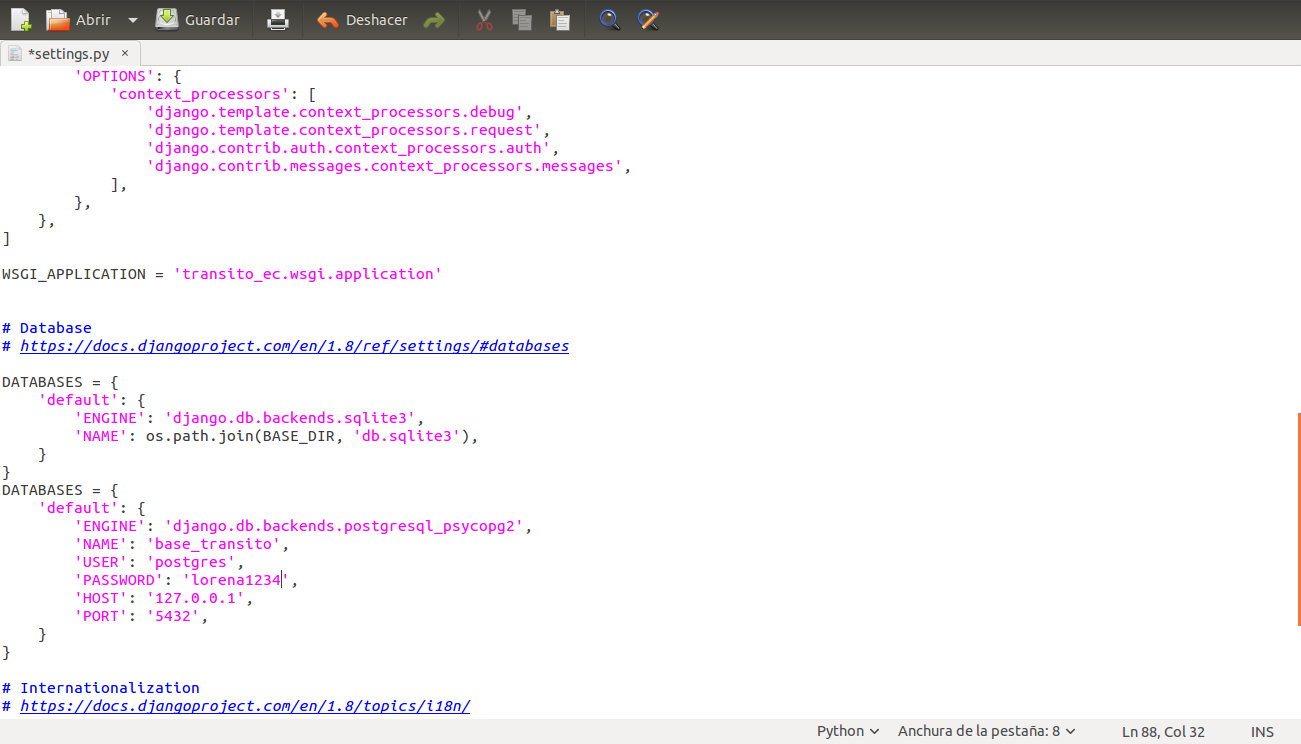 Abrir Guardar Deshacer
*settings.py ×
        'OPTIONS': {
            'context_processors': [
                'django.template.context_processors.debug',
                'django.template.context_processors.request',
                'django.contrib.auth.context_processors.auth',
                'django.contrib.messages.context_processors.messages',
            ],
        },
    },
]
WSGI_APPLICATION = 'transito_ec.wsgi.application'
# Database
# https://docs.djangoproject.com/en/1.8/ref/settings/#databases
DATABASES = {
    'default': {
        'ENGINE': 'django.db.backends.sqlite3',
        'NAME': os.path.join(BASE_DIR, 'db.sqlite3'),
    }
}
DATABASES = {
    'default': {
        'ENGINE': 'django.db.backends.postgresql_psycopg2',
        'NAME': 'base_transito',
        'USER': 'postgres',
        'PASSWORD': 'lorena1234',
        'HOST': '127.0.0.1',
        'PORT': '5432',
    }
}
# Internationalization
# https://docs.djangoproject.com/en/1.8/topics/i18n/
Python Anchura de la pestaña: 8 Ln 88, Col 32 INS